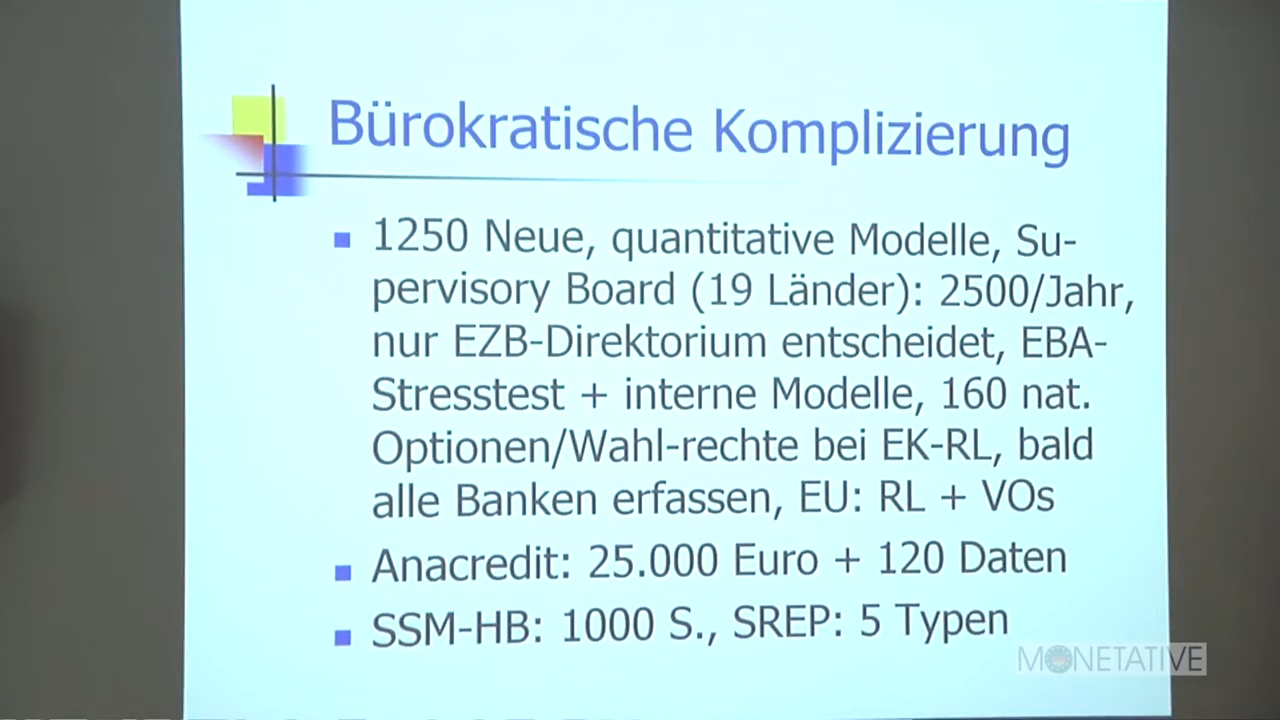 Bürokratische Komplizierung
1250 Neue, quantitative Modelle, Su-
pervisory Board (19 Länder): 2500/Jahr,
nur EZB-Direktorium entscheidet, EBA-
Stresstest + interne Modelle, 160 nat.
Optionen/Wahl-rechte bei EK-RL, bald
alle Banken erfassen, EU: RL + VOs
Anacredit: 25.000 Euro + 120 Daten
SSM-HB: 1000 S., SREP: 5 Typen
MONETATIVE